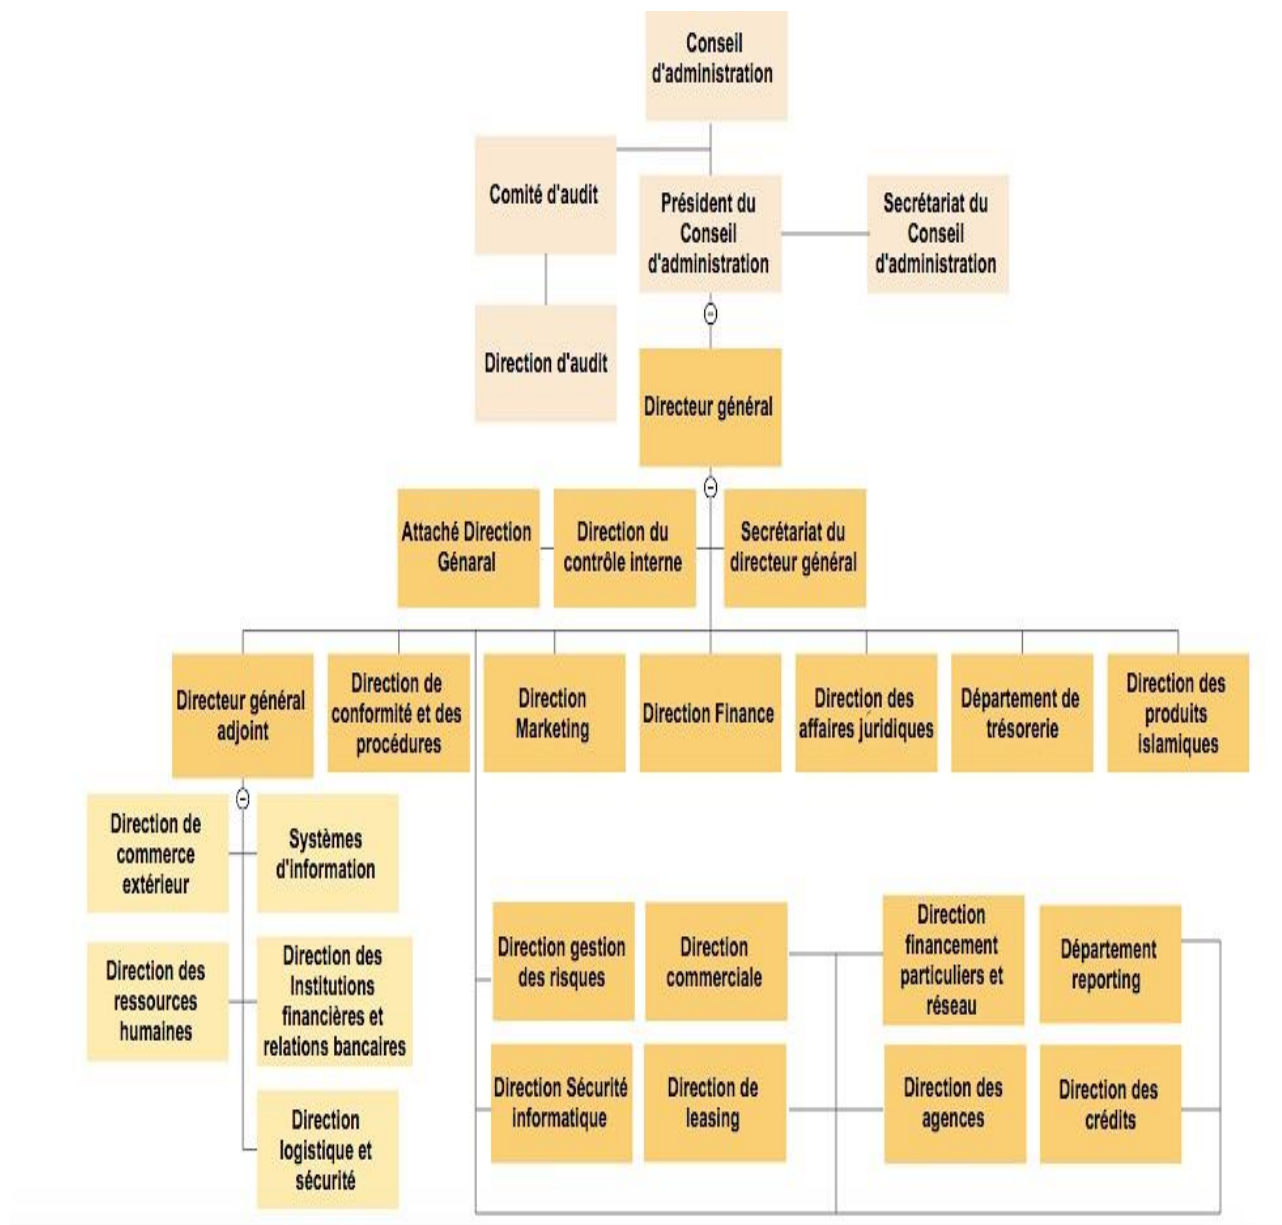 Conseil
d'administration
Comité d'audit
Président du
Conseil
d'administration
Secrétariat du
Conseil
d'administration
Direction d'audit
Directeur général
Attaché Direction
Génaral
Direction du
contrôle interne
Secrétariat du
directeur général
Directeur général
adjoint
Direction de
conformité et des
procédures
Direction
Marketing
Direction Finance
Direction des
affaires juridiques
Département de
trésorerie
Direction des
produits
islamiques
Direction de
commerce
extérieur
Systèmes
d'information
Direction des
ressources
humaines
Direction des
Institutions
financières et
relations bancaires
Direction
logistique et
sécurité
Direction gestion
des risques
Direction
commerciale
Direction
financement
particuliers et
réseau
Département
reporting
Direction Sécurité
informatique
Direction de
leasing
Direction des
agences
Direction des
crédits